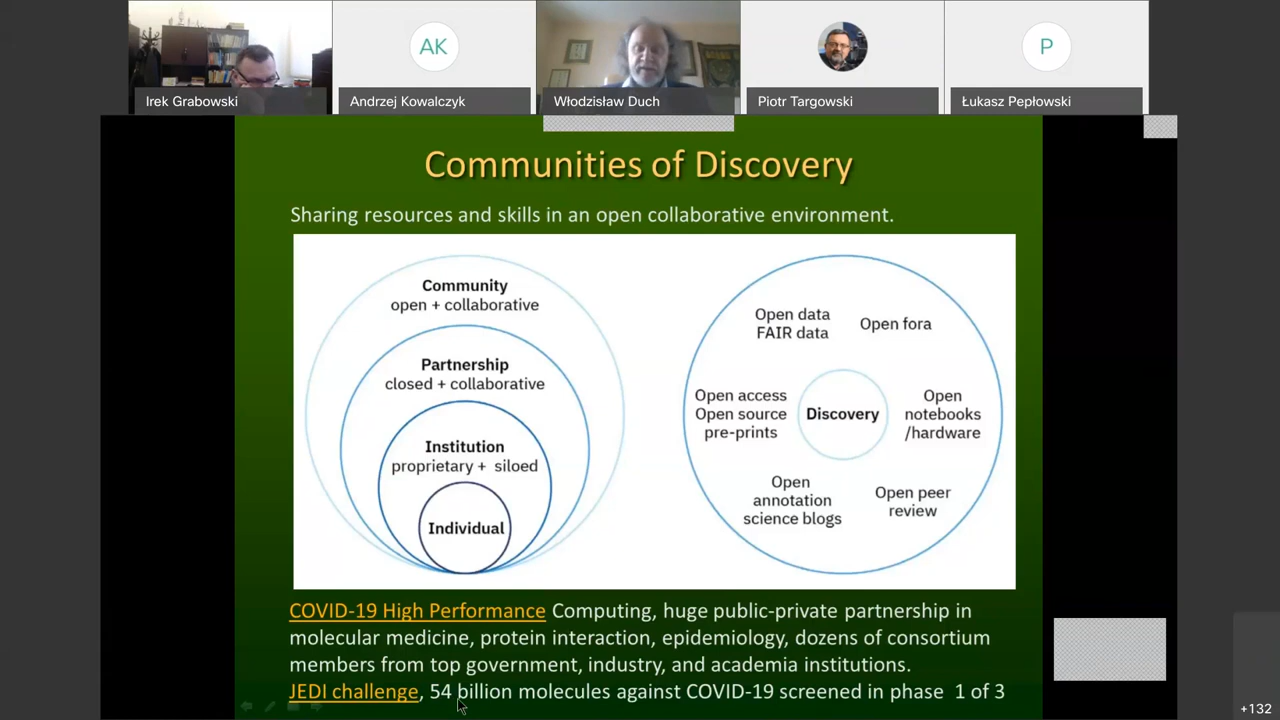 AK
P
Irek Grabowski
Andrzej Kowalczyk
Włodzisław Duch
Piotr Targowski
Łukasz Pepłowski
Communities of Discovery
Sharing resources and skills in an open collaborative environment.
Community
open + collaborative
Partnership
closed + collaborative
Institution
proprietary + siloed
Individual
Open data
FAIR data
Open fora
Open access
Open source
pre-prints
Discovery
Open
notebooks
/hardware
Open
annotation
science blogs
Open peer
review
COVID-19 High Performance Computing, huge public-private partnership in
molecular medicine, protein interaction, epidemiology, dozens of consortium
members from top government, industry, and academia institutions.
JEDI challenge, 54 billion molecules against COVID-19 screened in phase 1 of 3
+132